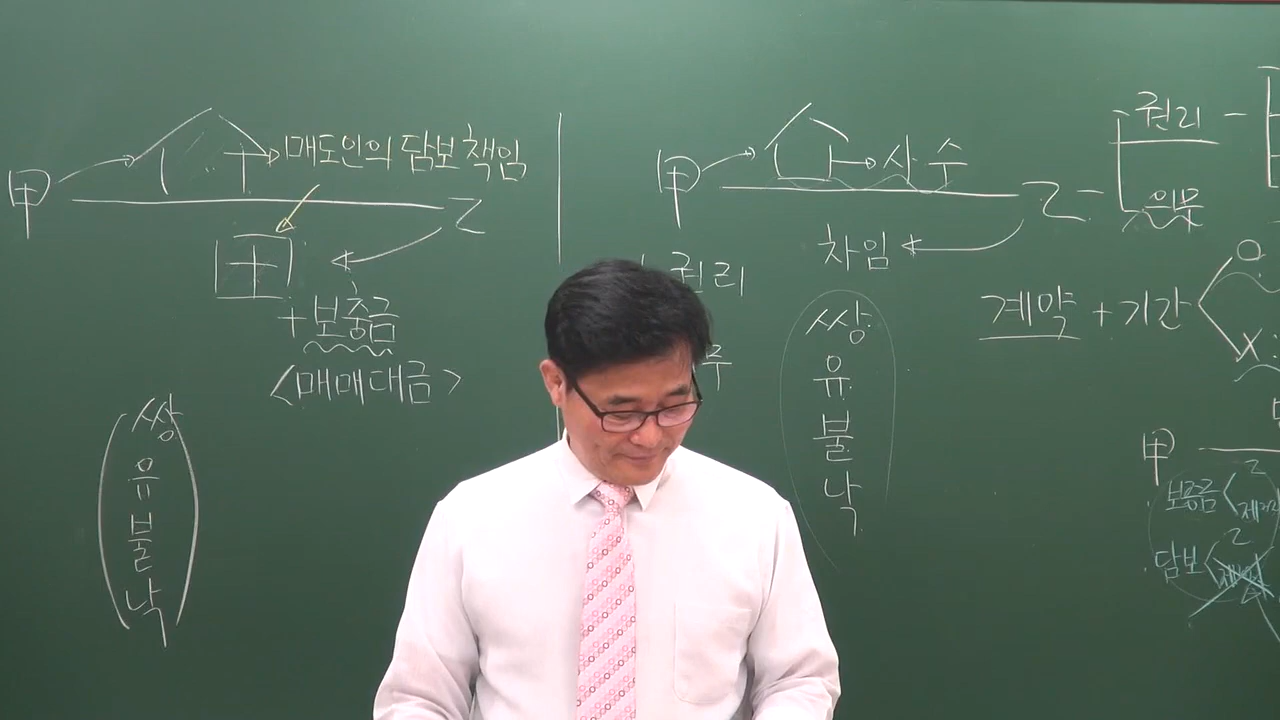 甲
매도인의 담보책임
乙
+ 보증금
<매매대금>
쌍
유
불
낙
甲
사 수
乙
차임
권리
쌍
유
불
낙
권리
의무
계약 + 기간
O
X
甲
보증금
2
담보
2